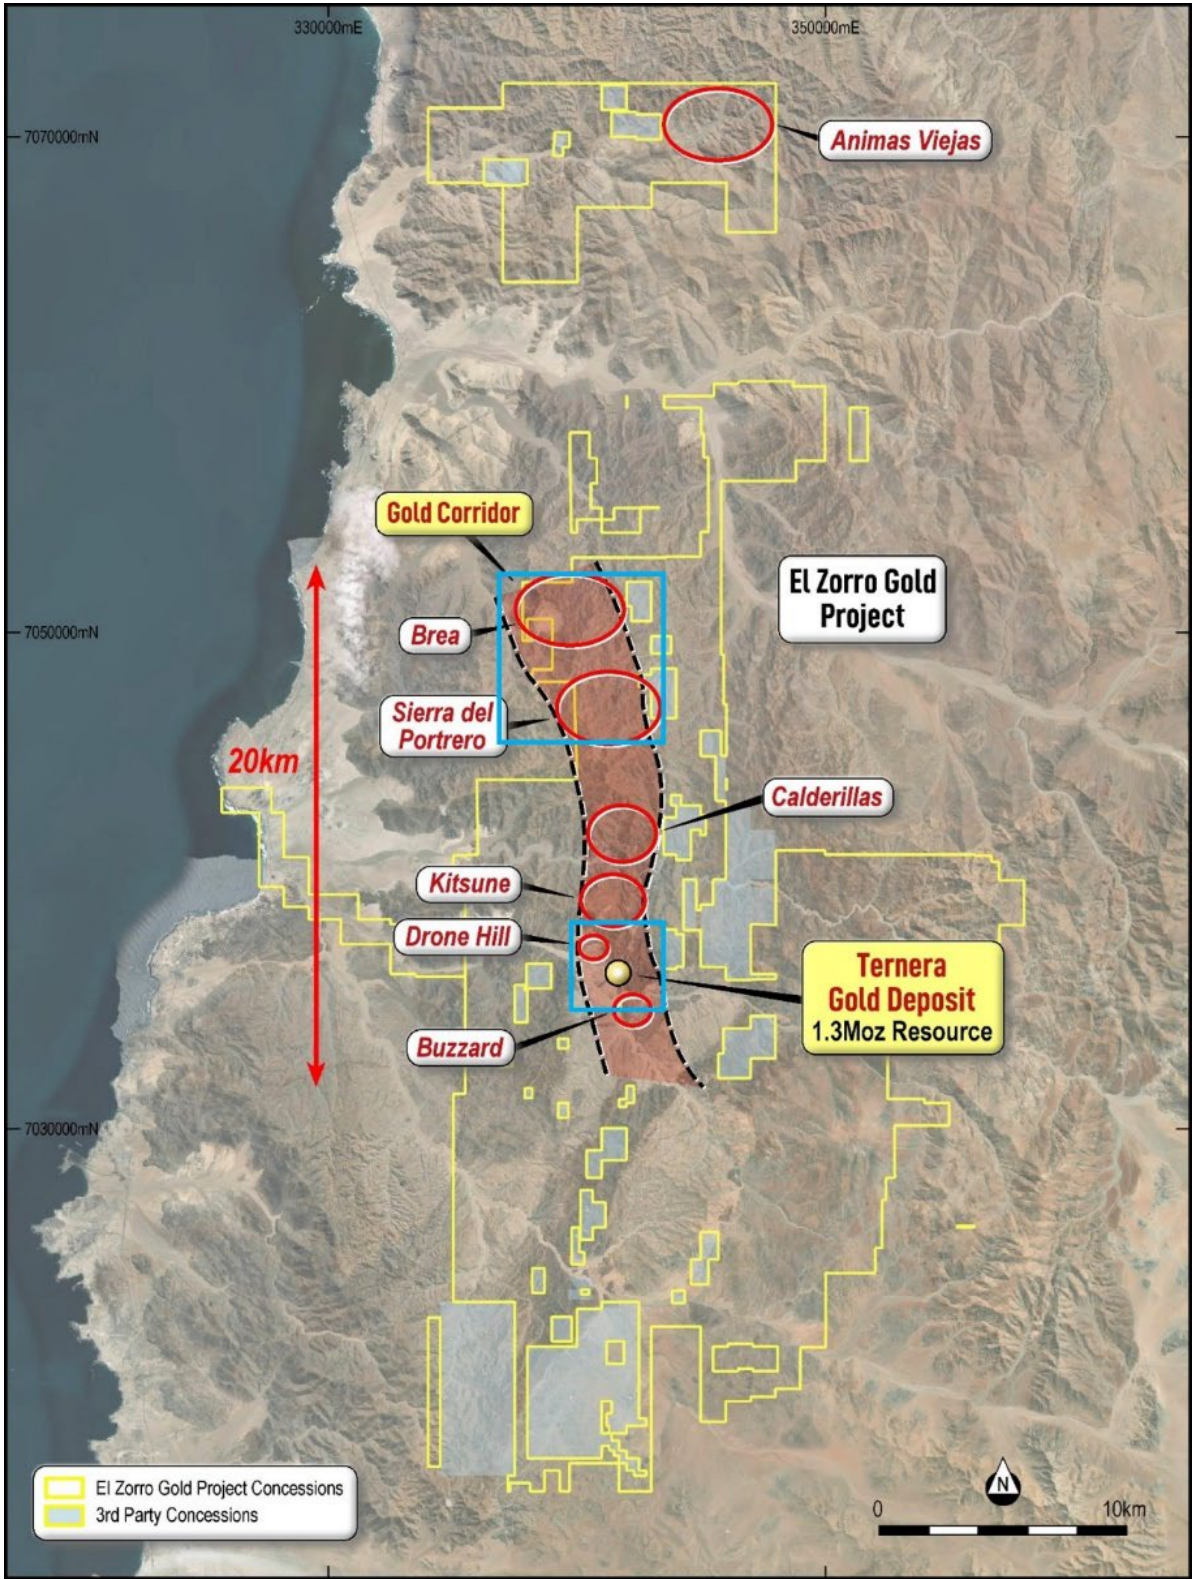 330000mE
350000mE
7070000mN
Animas Viejas
Gold Corridor
El Zorro Gold
Project
Brea
7050000mN
Sierra del
Portrero
20km
Calderillas
Kitsune
Drone Hill
Ternera
Gold Deposit
1.3Moz Resource
Buzzard
7030000mN
El Zorro Gold Project Concessions
3rd Party Concessions
N
0
10km